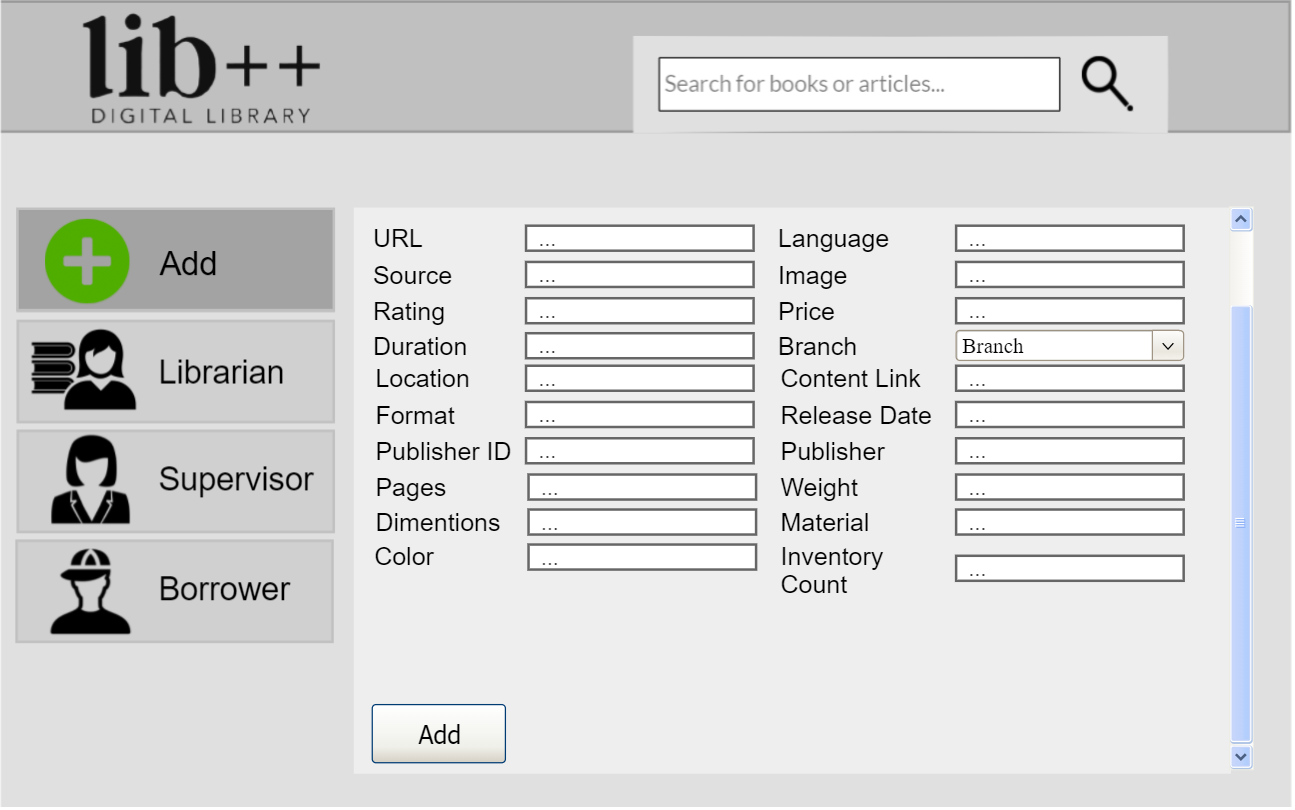 lib++
DIGITAL LIBRARY
Search for books or articles...
Add
Librarian
Supervisor
Borrower
URL ... Language ...
Source ... Image ...
Rating ... Price ...
Duration ... Branch Branch
Location ... Content Link ...
Format ... Release Date ...
Publisher ID ... Publisher ...
Pages ... Weight ...
Dimentions ... Material ...
Color ... Inventory
Count ...
Add